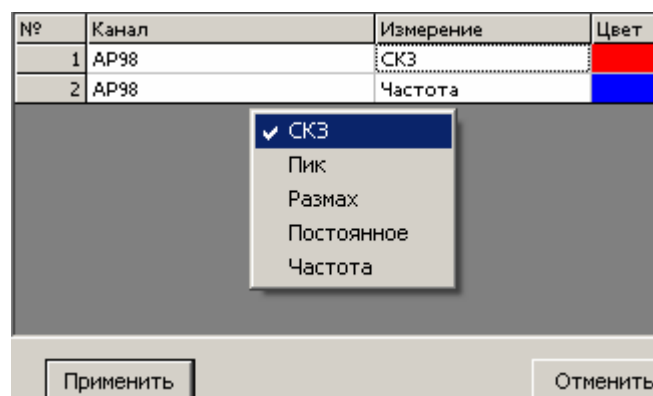 № Канал Измерение Цвет
1 AP98 СКЗ
2 AP98 Частота
СКЗ
Пик
Размах
Постоянное
Частота
Применить Отменить